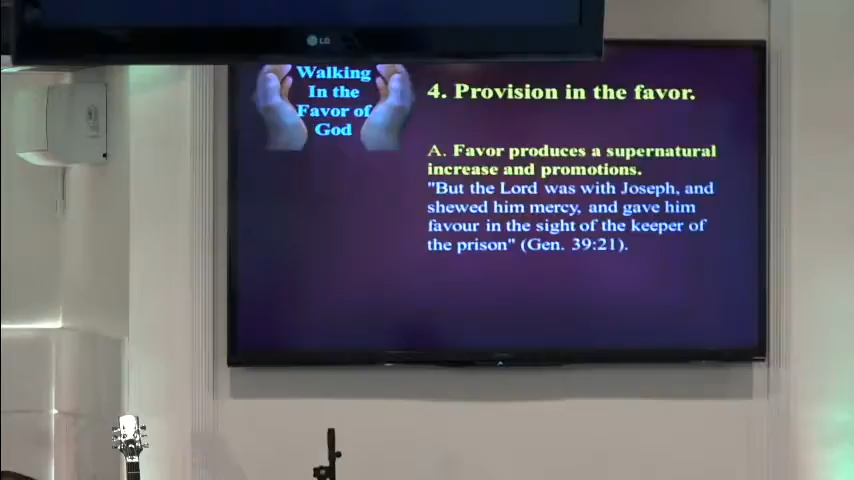 LG
Walking
In the
Favor of
God
4. Provision in the favor.
A. Favor produces a supernatural
increase and promotions.
"But the Lord was with Joseph, and
shewed him mercy, and gave him
favour in the sight of the keeper of
the prison" (Gen. 39:21).